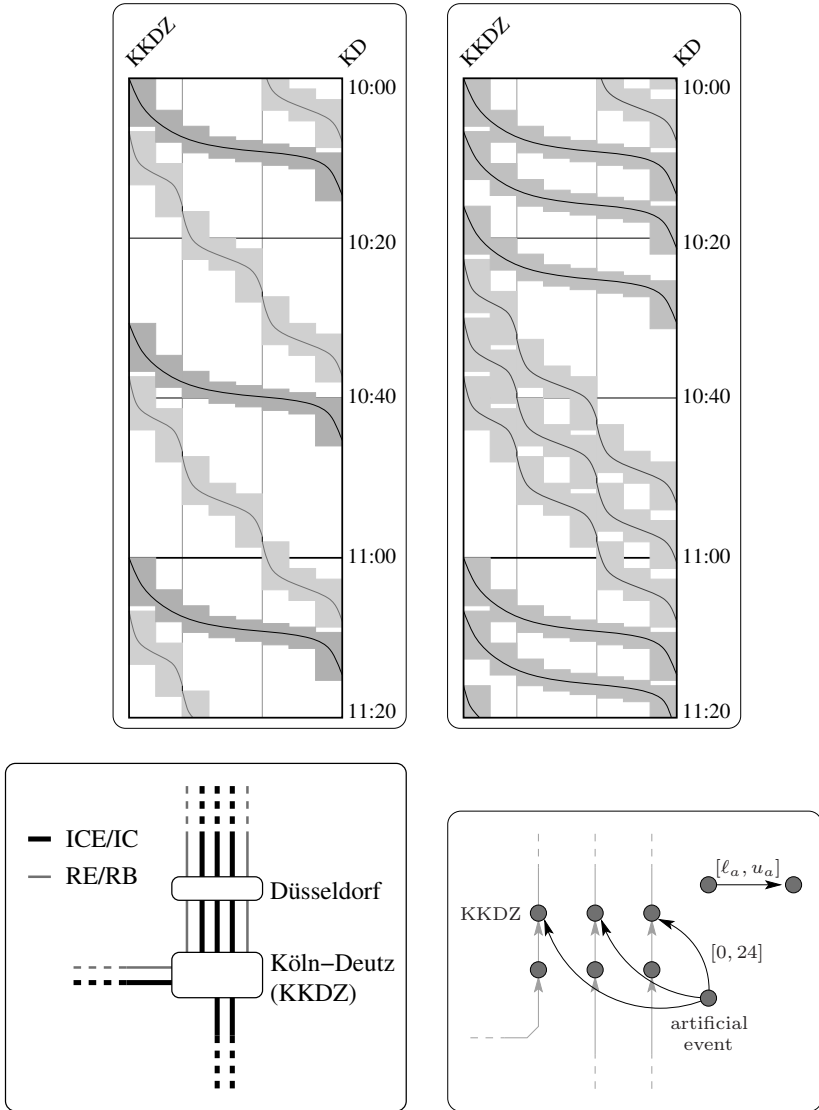 KKDZ
KD
10:00
10:20
10:40
11:00
11:20
KKDZ
KD
10:00
10:20
10:40
11:00
11:20
ICE/IC
RE/RB
Düsseldorf
Köln−Deutz
(KKDZ)
[ℓa, ua]
KKDZ
[0, 24]
artificial
event